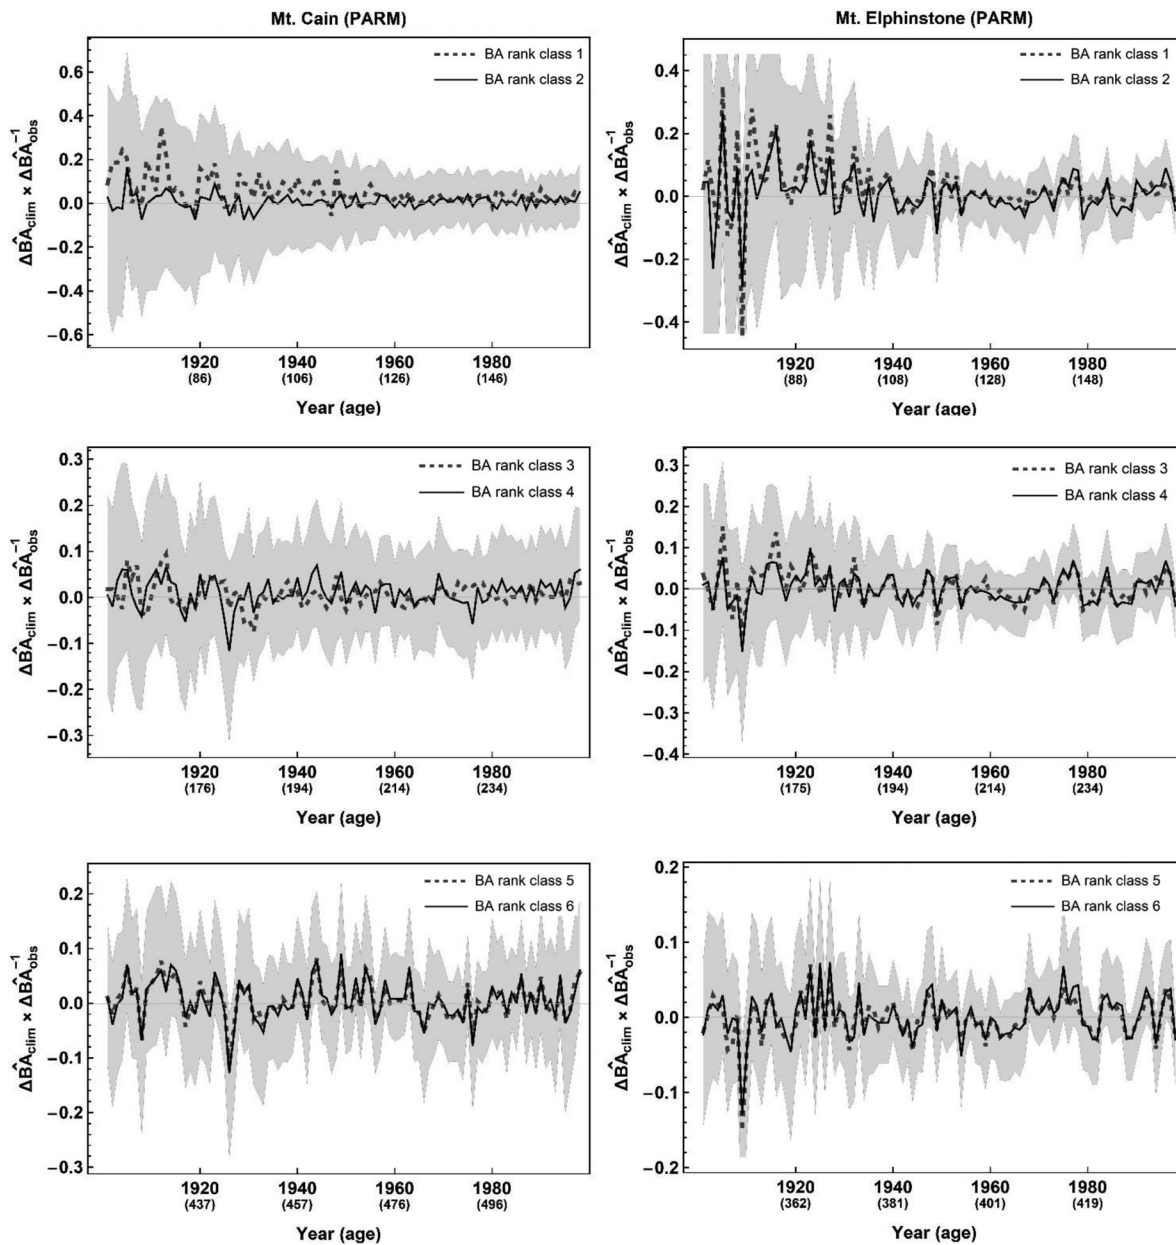 Mt. Cain (PARM)
Mt. Elphinstone (PARM)
BA rank class 1
BA rank class 2
0.6
0.4
0.2
0.0
−0.2
−0.4
−0.6
ΔB̂A_clim × ΔB̂A_obs^−1
1920 1940 1960 1980
(86) (106) (126) (146)
Year (age)
BA rank class 1
BA rank class 2
0.4
0.2
0.0
−0.2
−0.4
ΔB̂A_clim × ΔB̂A_obs^−1
1920 1940 1960 1980
(88) (108) (128) (148)
Year (age)
BA rank class 3
BA rank class 4
0.3
0.2
0.1
0.0
−0.1
−0.2
−0.3
ΔB̂A_clim × ΔB̂A_obs^−1
1920 1940 1960 1980
(176) (194) (214) (234)
Year (age)
BA rank class 3
BA rank class 4
0.3
0.2
0.1
0.0
−0.1
−0.2
−0.3
−0.4
ΔB̂A_clim × ΔB̂A_obs^−1
1920 1940 1960 1980
(175) (194) (214) (234)
Year (age)
BA rank class 5
BA rank class 6
0.2
0.1
0.0
−0.1
−0.2
−0.3
ΔB̂A_clim × ΔB̂A_obs^−1
1920 1940 1960 1980
(437) (457) (476) (496)
Year (age)
BA rank class 5
BA rank class 6
0.2
0.1
0.0
−0.1
−0.2
ΔB̂A_clim × ΔB̂A_obs^−1
1920 1940 1960 1980
(362) (381) (401) (419)
Year (age)